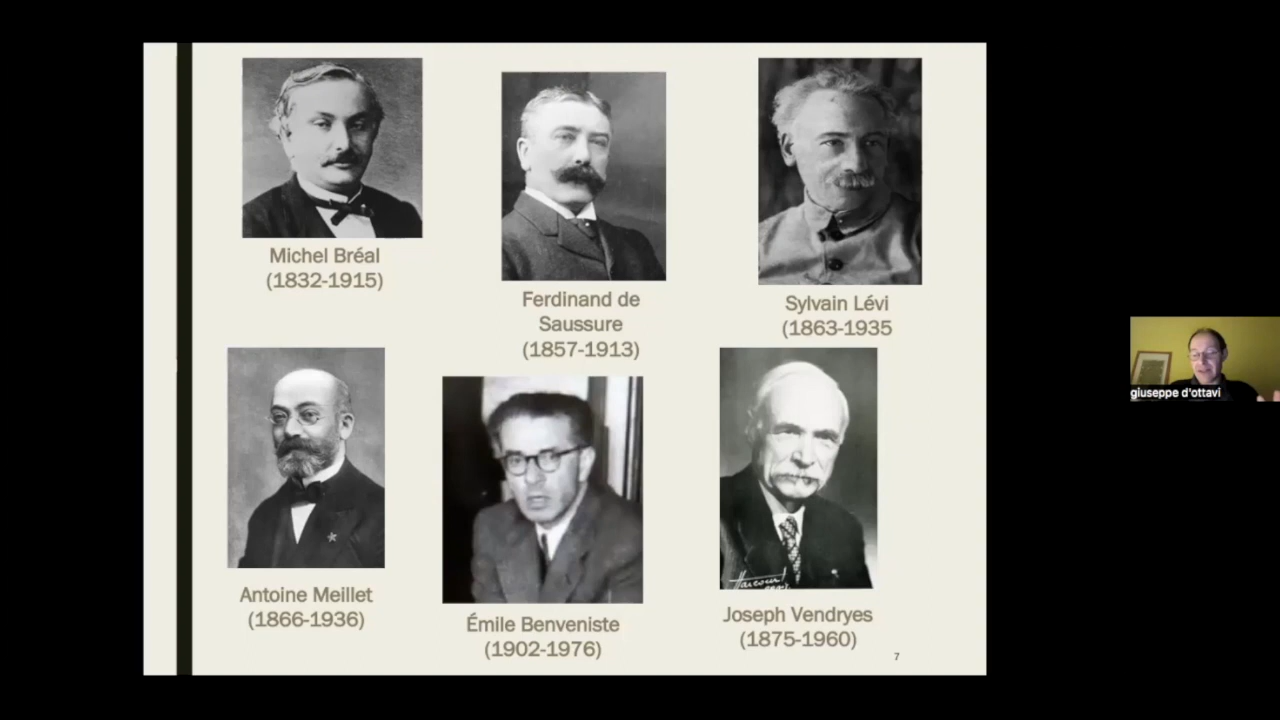 Michel Bréal
(1832-1915)
Ferdinand de
Saussure
(1857-1913)
Sylvain Lévi
(1863-1935
Antoine Meillet
(1866-1936)
Émile Benveniste
(1902-1976)
Harcourt
Joseph Vendryes
(1875-1960)
7
giuseppe d'ottavi